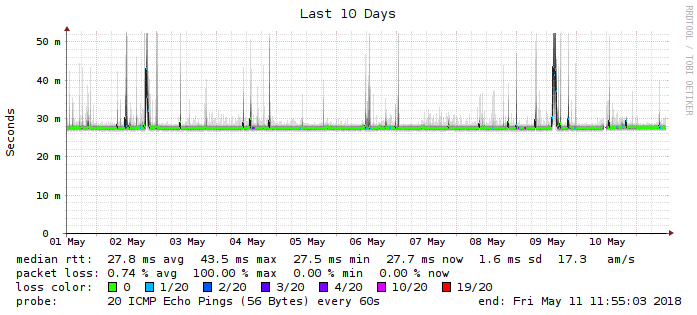 Last 10 Days
RRDTOOL / TOBI OETIKER
Seconds
50 m
40 m
30 m
20 m
10 m
0
01 May 02 May 03 May 04 May 05 May 06 May 07 May 08 May 09 May 10 May
median rtt: 27.8 ms avg 43.5 ms max 27.5 ms min 27.7 ms now 1.6 ms sd 17.3 am/s
packet loss: 0.74 % avg 100.00 % max 0.00 % min 0.00 % now
loss color: 0 1/20 2/20 3/20 4/20 10/20 19/20
probe: 20 ICMP Echo Pings (56 Bytes) every 60s end: Fri May 11 11:55:03 2018